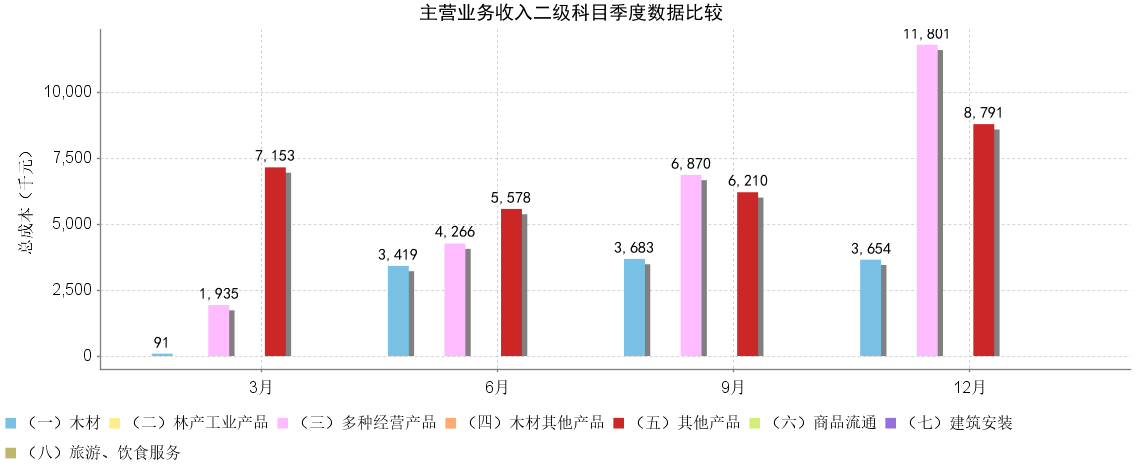 主营业务收入二级科目季度数据比较
总成本（千元）
10,000
7,500
5,000
2,500
0
91
1,935
7,153
3,419
4,266
5,578
3,683
6,870
6,210
3,654
11,801
8,791
3月
6月
9月
12月
（一）木材 （二）林产工业产品 （三）多种经营产品 （四）木材其他产品 （五）其他产品 （六）商品流通 （七）建筑安装
（八）旅游、饮食服务